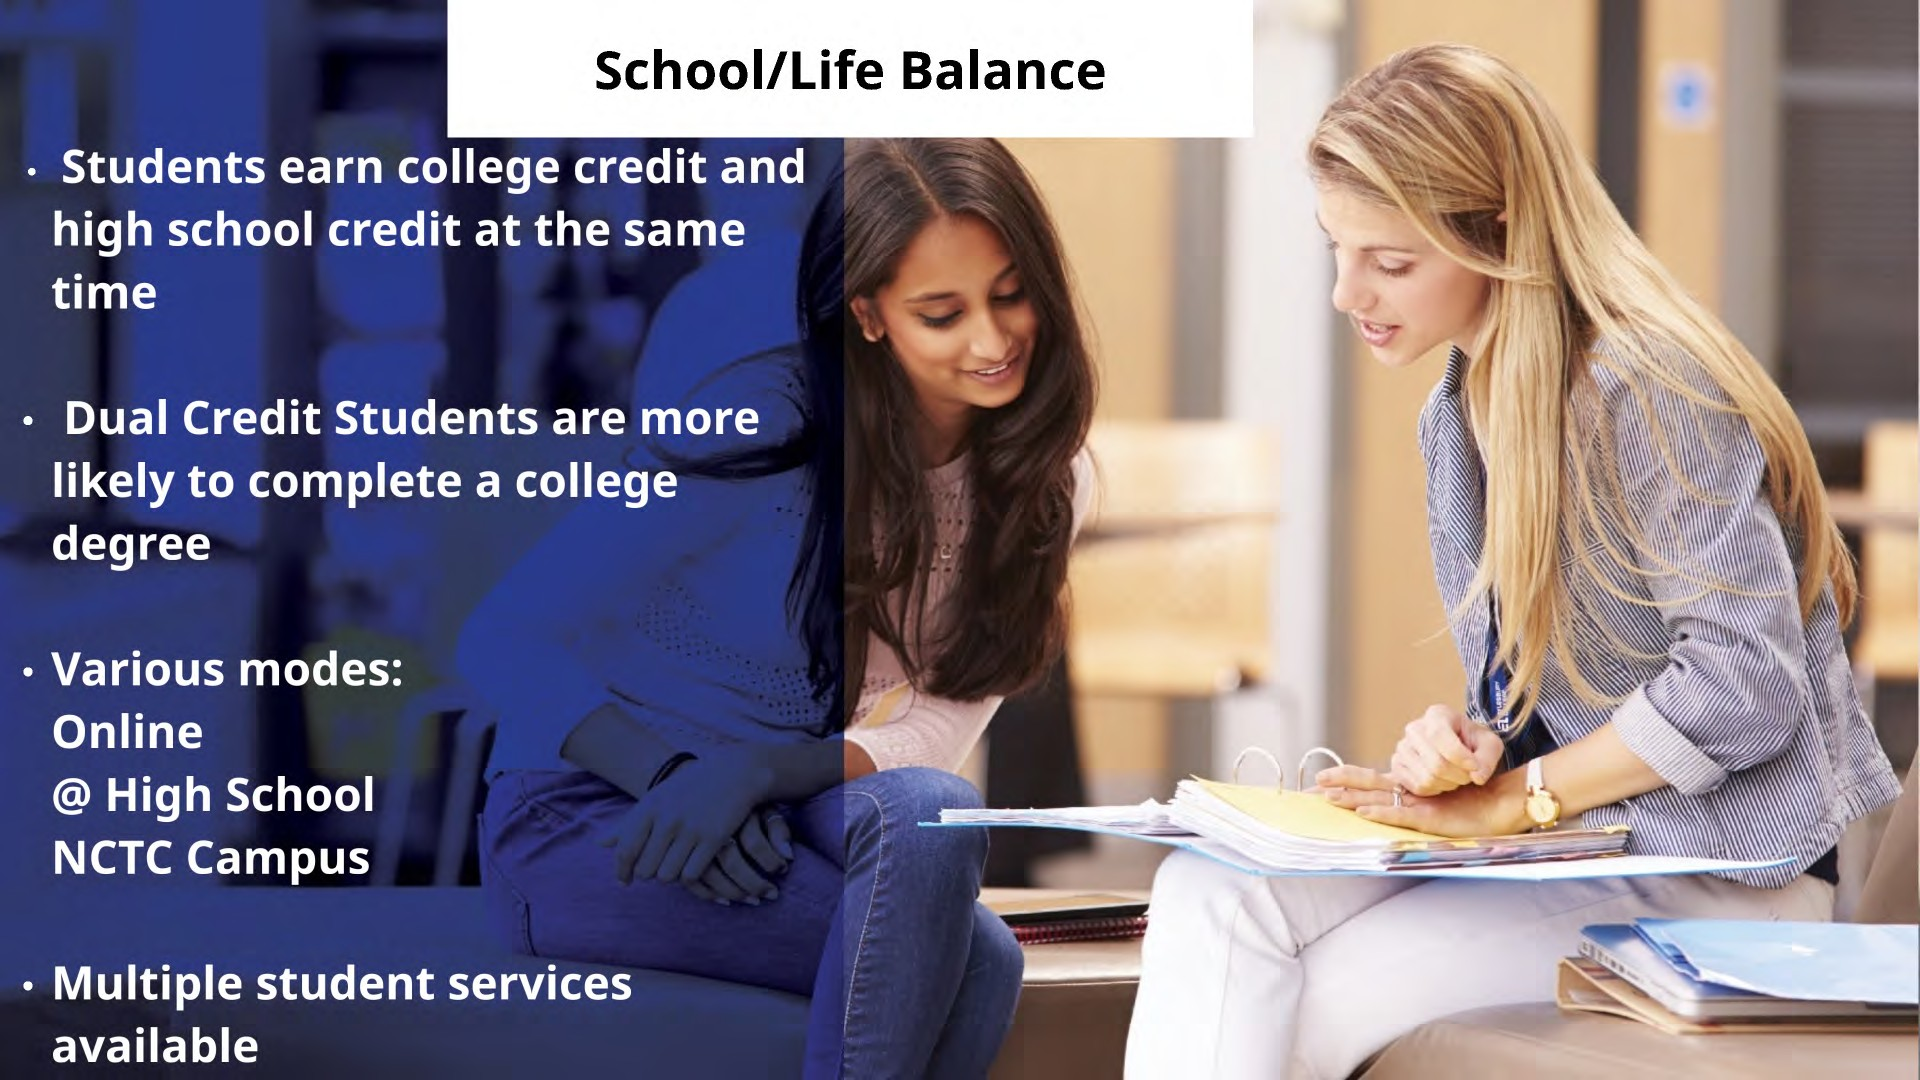 School/Life Balance
· Students earn college credit and
high school credit at the same
time
· Dual Credit Students are more
likely to complete a college
degree
· Various modes:
Online
@ High School
NCTC Campus
· Multiple student services
available